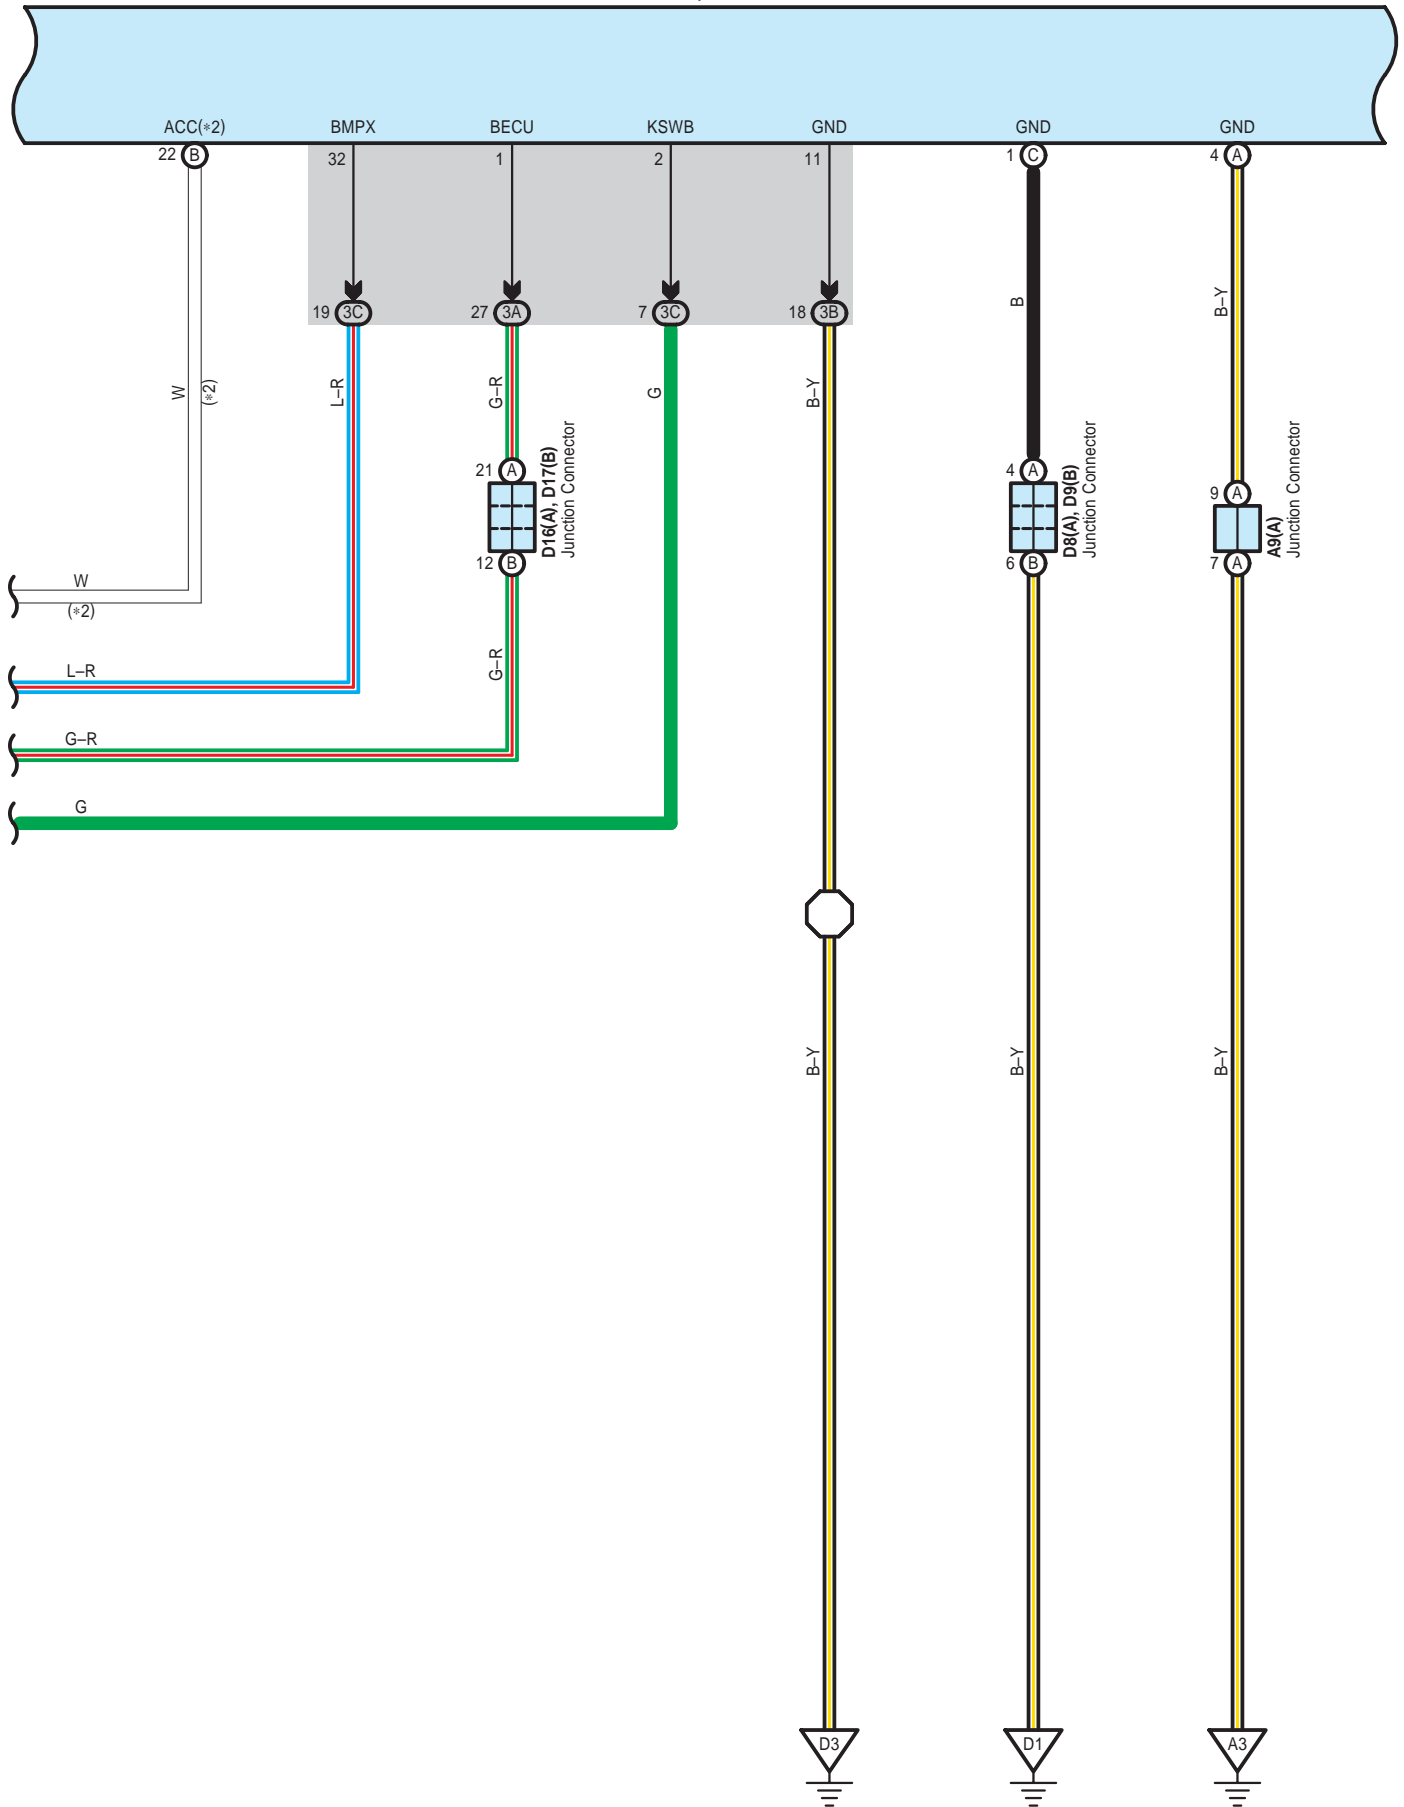 ACC(*2) BMPX BECU KSWB GND GND GND
22 B 32 1 2 11 1 C 4 A
19 3C 27 3A 7 3C 18 3B
B B–Y
W (*2) L–R G–R G B–Y
21 A 4 A 9 A
D16(A), D17(B)
Junction Connector
D8(A), D9(B)
Junction Connector
A9(A)
Junction Connector
12 B 6 B 7 A
W
(*2)
L–R
G–R
G–R
G
B–Y B–Y B–Y
D3 D1 A3